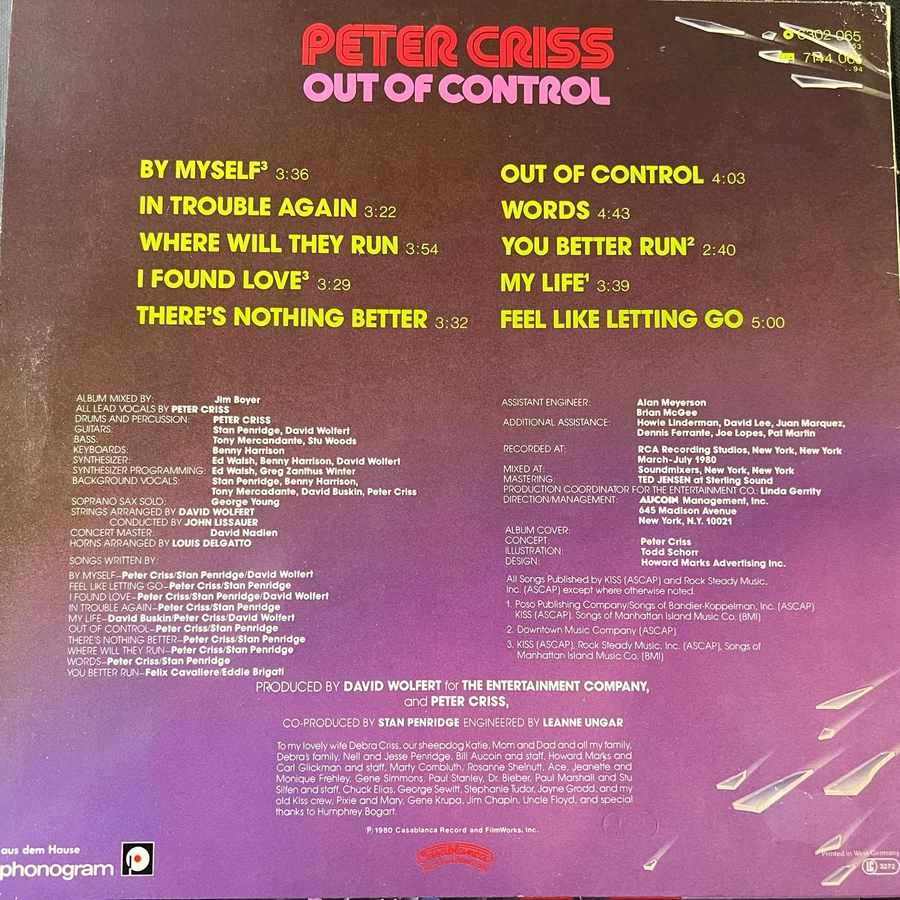 PETER CRISS
OUT OF CONTROL
6302 065
53
7144 065
..94
BY MYSELF³ 3:36
IN TROUBLE AGAIN 3:22
WHERE WILL THEY RUN 3:54
I FOUND LOVE³ 3:29
THERE'S NOTHING BETTER 3:32
OUT OF CONTROL 4:03
WORDS 4:43
YOU BETTER RUN² 2:40
MY LIFE¹ 3:39
FEEL LIKE LETTING GO 5:00
ALBUM MIXED BY: Jim Boyer
ALL LEAD VOCALS BY PETER CRISS
DRUMS AND PERCUSSION: PETER CRISS
GUITARS: Stan Penridge, David Wolfert
BASS: Tony Mercandante, Stu Woods
KEYBOARDS: Benny Harrison
SYNTHESIZER: Ed Walsh, Benny Harrison, David Wolfert
SYNTHESIZER PROGRAMMING: Ed Walsh, Greg Zanthus Winter
BACKGROUND VOCALS: Stan Penridge, Benny Harrison,
Tony Mercandante, David Buskin, Peter Criss
SOPRANO SAX SOLO: George Young
STRINGS ARRANGED BY DAVID WOLFERT
CONDUCTED BY JOHN LISSAUER
CONCERT MASTER: David Nadien
HORNS ARRANGED BY LOUIS DELGATTO
SONGS WRITTEN BY:
BY MYSELF–Peter Criss/Stan Penridge/David Wolfert
FEEL LIKE LETTING GO–Peter Criss/Stan Penridge
I FOUND LOVE–Peter Criss/Stan Penridge/David Wolfert
IN TROUBLE AGAIN–Peter Criss/Stan Penridge
MY LIFE–David Buskin/Peter Criss/David Wolfert
OUT OF CONTROL–Peter Criss/Stan Penridge
THERE'S NOTHING BETTER–Peter Criss/Stan Penridge
WHERE WILL THEY RUN–Peter Criss/Stan Penridge
WORDS–Peter Criss/Stan Penridge
YOU BETTER RUN–Felix Cavaliere/Eddie Brigati
ASSISTANT ENGINEER: Alan Meyerson
Brian McGee
ADDITIONAL ASSISTANCE: Howie Linderman, David Lee, Juan Marquez,
Dennis Ferrante, Joe Lopes, Pat Martin
RECORDED AT: RCA Recording Studios, New York, New York
March-July 1980
MIXED AT: Soundmixers, New York, New York
MASTERING: TED JENSEN at Sterling Sound
PRODUCTION COORDINATOR FOR THE ENTERTAINMENT CO. Linda Gerrity
DIRECTION/MANAGEMENT: AUCOIN Management, Inc.
645 Madison Avenue
New York, N.Y. 10021
ALBUM COVER:
CONCEPT: Peter Criss
ILLUSTRATION: Todd Schorr
DESIGN: Howard Marks Advertising Inc.
All Songs Published by KISS (ASCAP) and Rock Steady Music,
Inc. (ASCAP) except where otherwise noted.
1. Poso Publishing Company/Songs of Bandier-Koppelman, Inc. (ASCAP)
KISS (ASCAP), Songs of Manhattan Island Music Co. (BMI)
2. Downtown Music Company (ASCAP)
3. KISS (ASCAP), Rock Steady Music, Inc. (ASCAP), Songs of
Manhattan Island Music Co. (BMI)
PRODUCED BY DAVID WOLFERT for THE ENTERTAINMENT COMPANY,
and PETER CRISS,
CO-PRODUCED BY STAN PENRIDGE ENGINEERED BY LEANNE UNGAR
To my lovely wife Debra Criss, our sheepdog Katie, Mom and Dad and all my family,
Debra's family, Nell and Jesse Penridge, Bill Aucoin and staff, Howard Marks and
Carl Glickman and staff, Marty Cornbluth, Rosanne Shelnutt, Ace, Jeanette and
Monique Frehley, Gene Simmons, Paul Stanley, Dr. Bieber, Paul Marshall and Stu
Silfen and staff, Chuck Elias, George Sewitt, Stephanie Tudor, Jayne Grodd, and my
old Kiss crew, Pixie and Mary, Gene Krupa, Jim Chapin, Uncle Floyd, and special
thanks to Humphrey Bogart.
℗ 1980 Casablanca Record and FilmWorks, Inc.
aus dem Hause
phonogram
Casablanca
Printed in West Germany
LC 3272